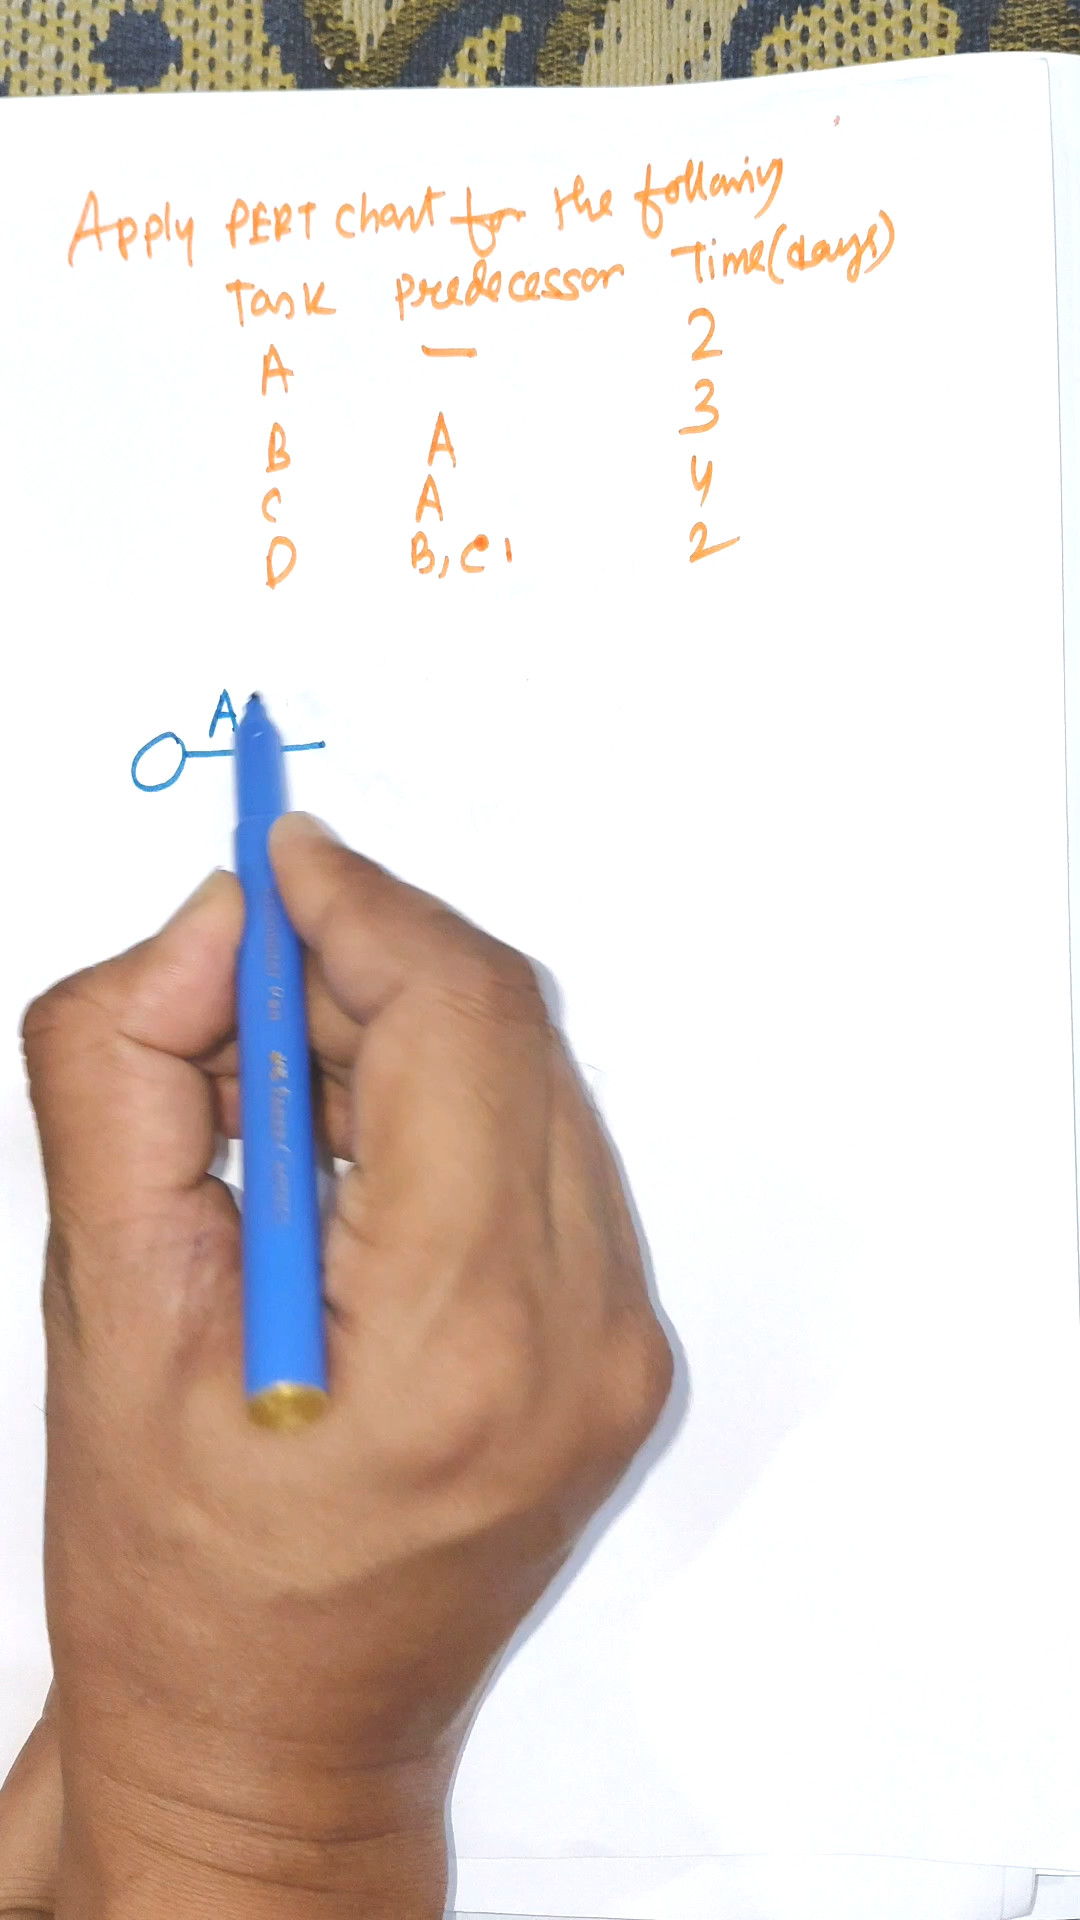 Apply PERT chart for the following
Task Predecessor Time(days)
A — 2
B A 3
C A 4
D B, C 2
A